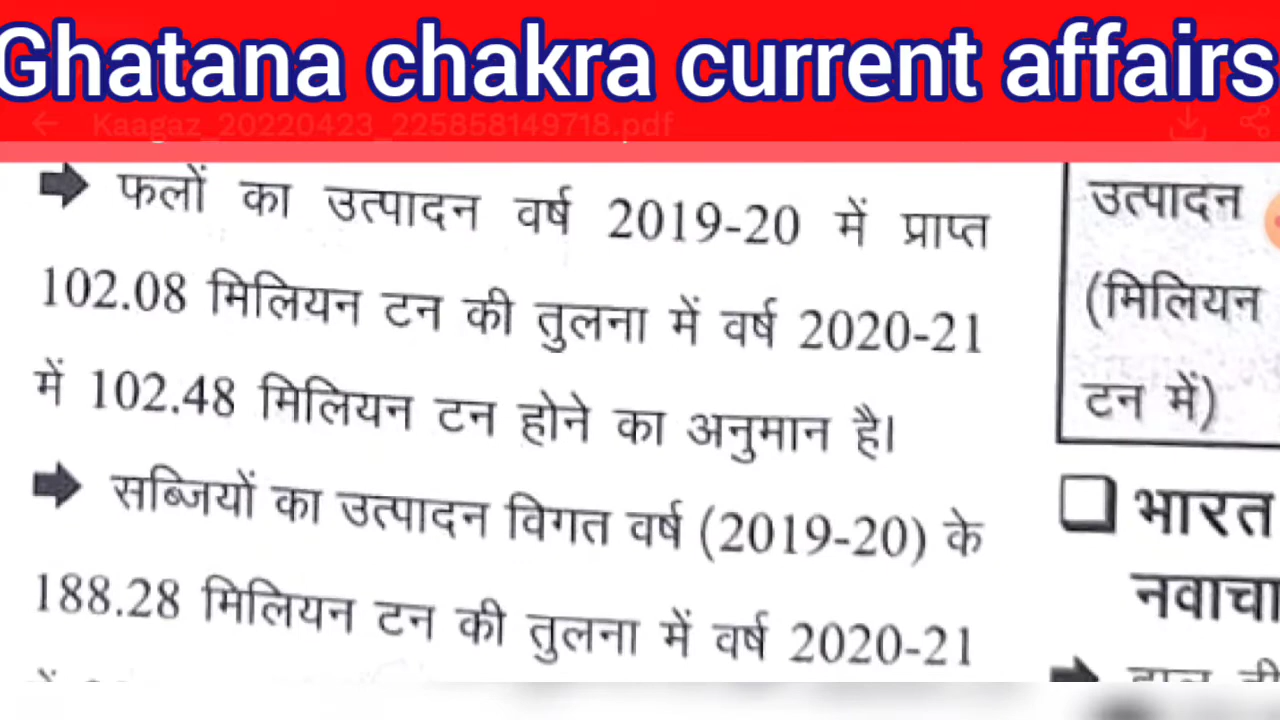 Ghatana chakra current affairs
Kaagaz_20220423_225858149718.pdf
फलों का उत्पादन वर्ष 2019-20 में प्राप्त
102.08 मिलियन टन की तुलना में वर्ष 2020-21
में 102.48 मिलियन टन होने का अनुमान है।
सब्जियों का उत्पादन विगत वर्ष (2019-20) के
188.28 मिलियन टन की तुलना में वर्ष 2020-21
उत्पादन
(मिलियन
टन में)
भारत